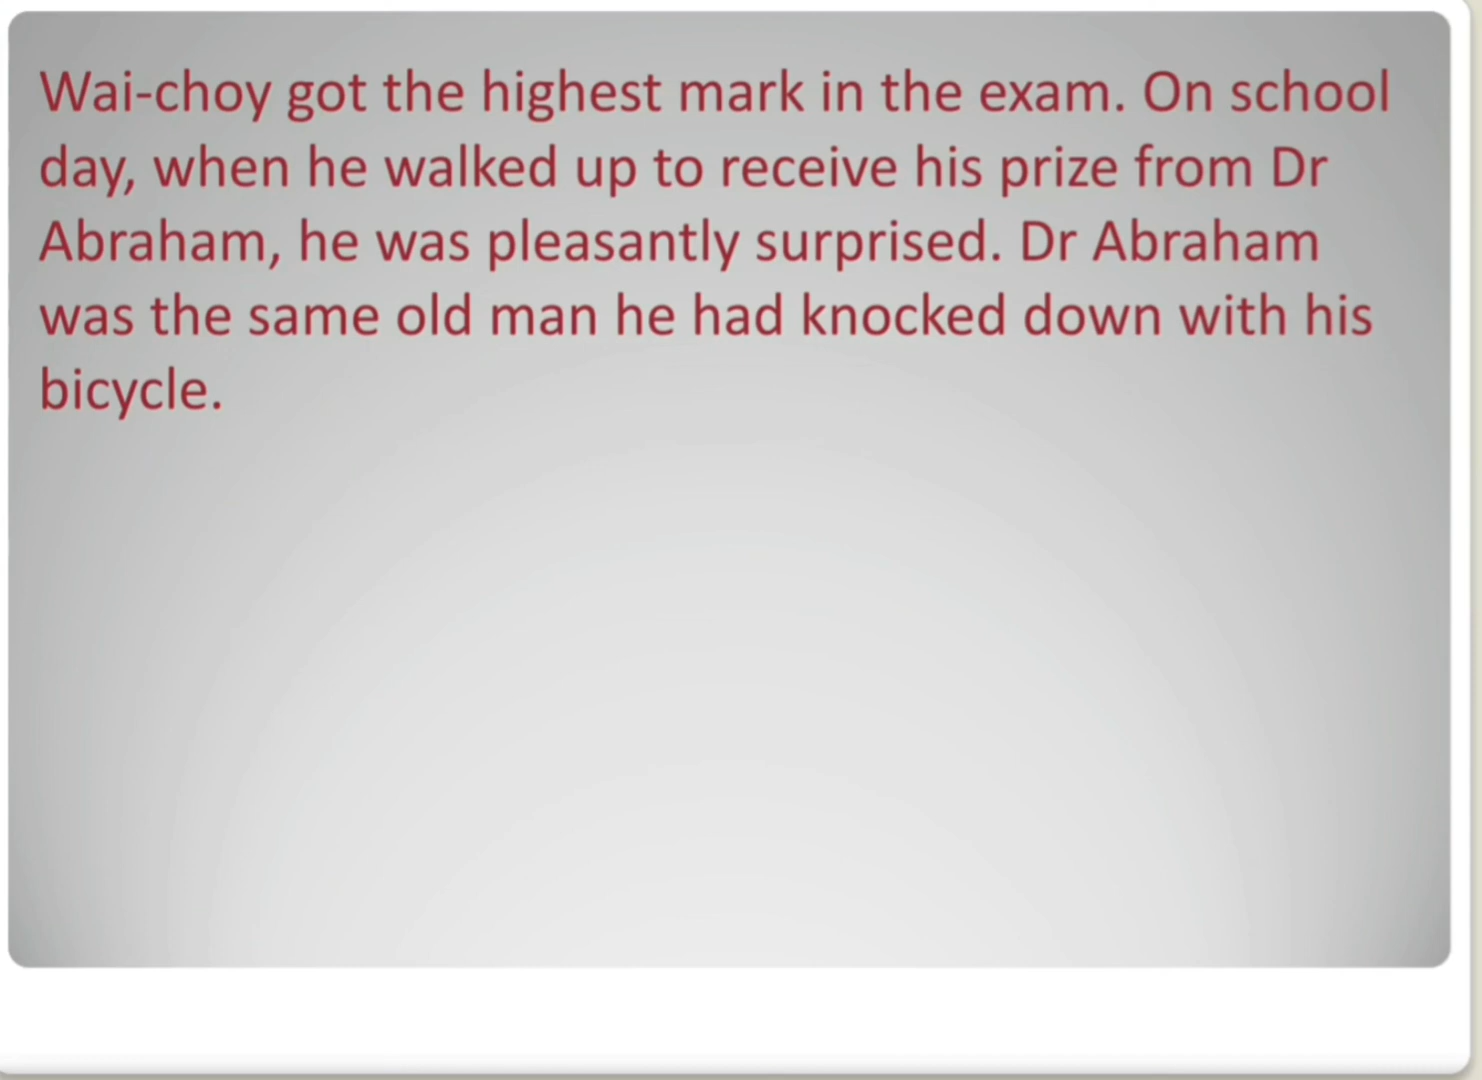 Wai-choy got the highest mark in the exam. On school
day, when he walked up to receive his prize from Dr
Abraham, he was pleasantly surprised. Dr Abraham
was the same old man he had knocked down with his
bicycle.